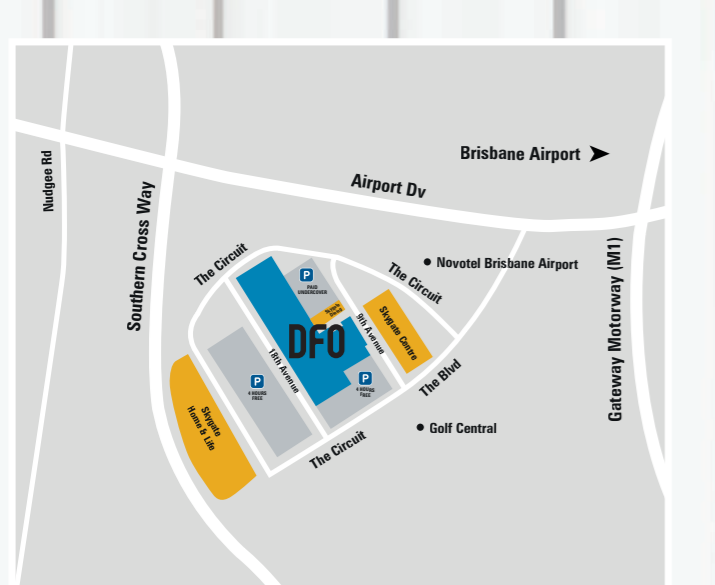 Brisbane Airport
Nudgee Rd
Airport Dv
Southern Cross Way
The Circuit
Novotel Brisbane Airport
The Circuit
P
PAID
UNDERCOVER
Gateway Motorway (M1)
9th Avenue
Skygate Centre
DFO
18th Avenue
P
4 HOURS
FREE
P
4 HOURS
FREE
The Blvd
Skygate
Home & Life
Golf Central
The Circuit